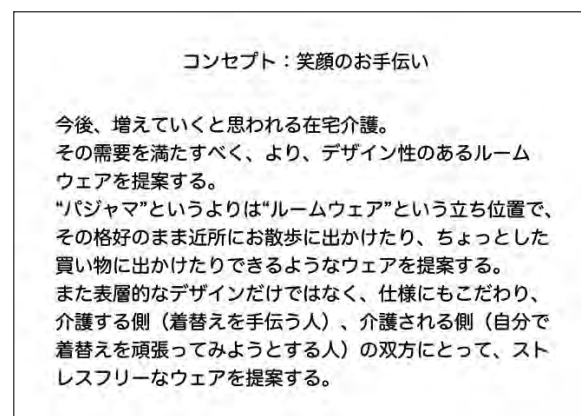 コンセプト：笑顔のお手伝い
今後、増えていくと思われる在宅介護。
その需要を満たすべく、より、デザイン性のあるルーム
ウェアを提案する。
“パジャマ”というよりは“ルームウェア”という立ち位置で、
その格好のまま近所にお散歩に出かけたり、ちょっとした
買い物に出かけたりできるようなウェアを提案する。
また表層的なデザインだけではなく、仕様にもこだわり、
介護する側（着替えを手伝う人）、介護される側（自分で
着替えを頑張ってみようとする人）の双方にとって、スト
レスフリーなウェアを提案する。